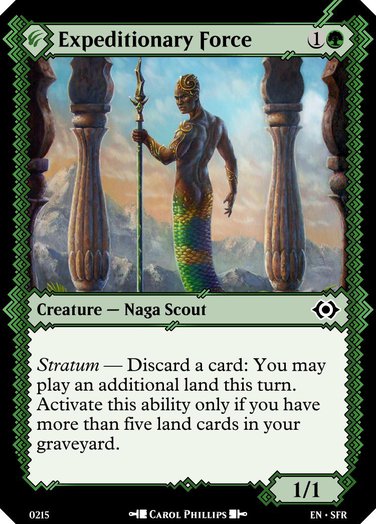 Expeditionary Force 1
Creature — Naga Scout
Stratum — Discard a card: You may
play an additional land this turn.
Activate this ability only if you have
more than five land cards in your
graveyard.
1/1
0215
Carol Phillips
EN • SFR